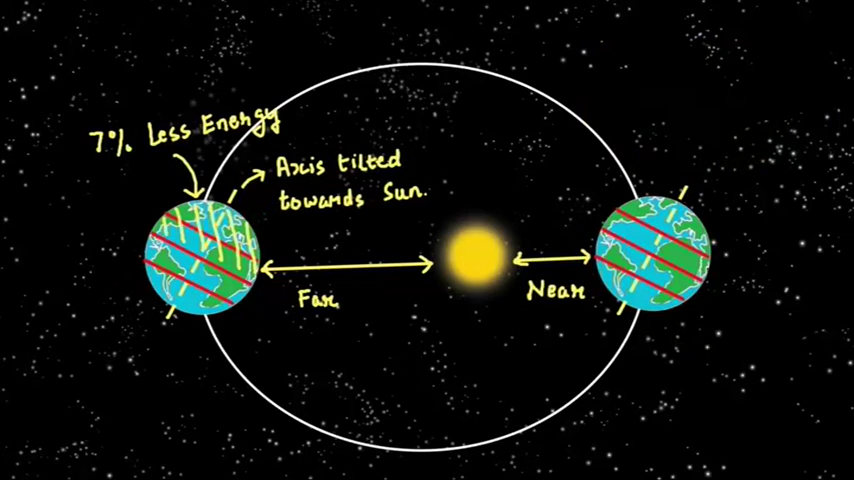 7% Less Energy
Axis tilted
towards Sun.
Far
Near